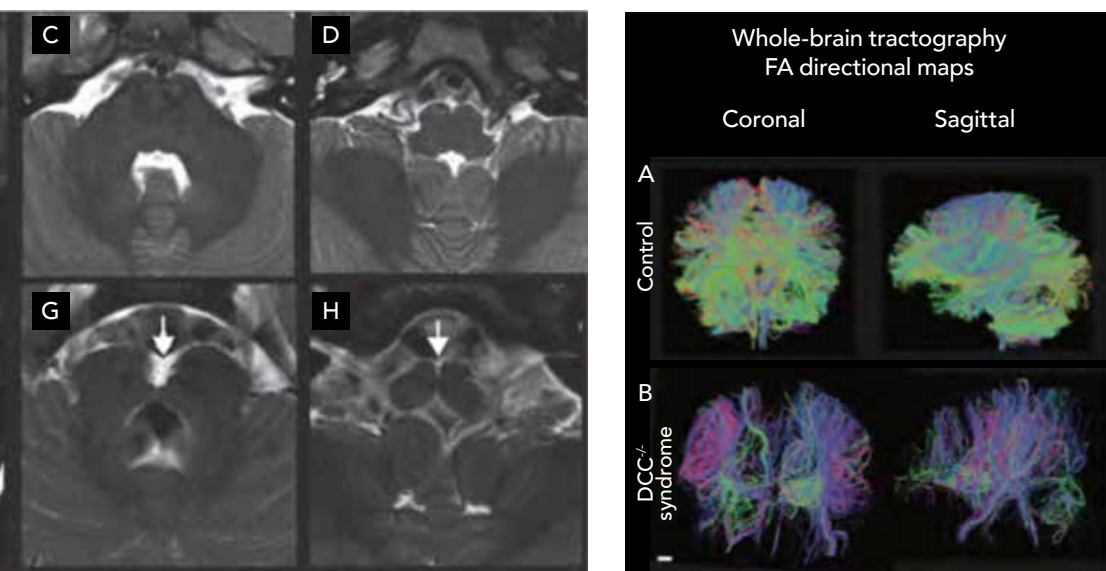 C
D
G
H
Whole-brain tractography
FA directional maps
Coronal
Sagittal
A
Control
B
DCC-/-
syndrome